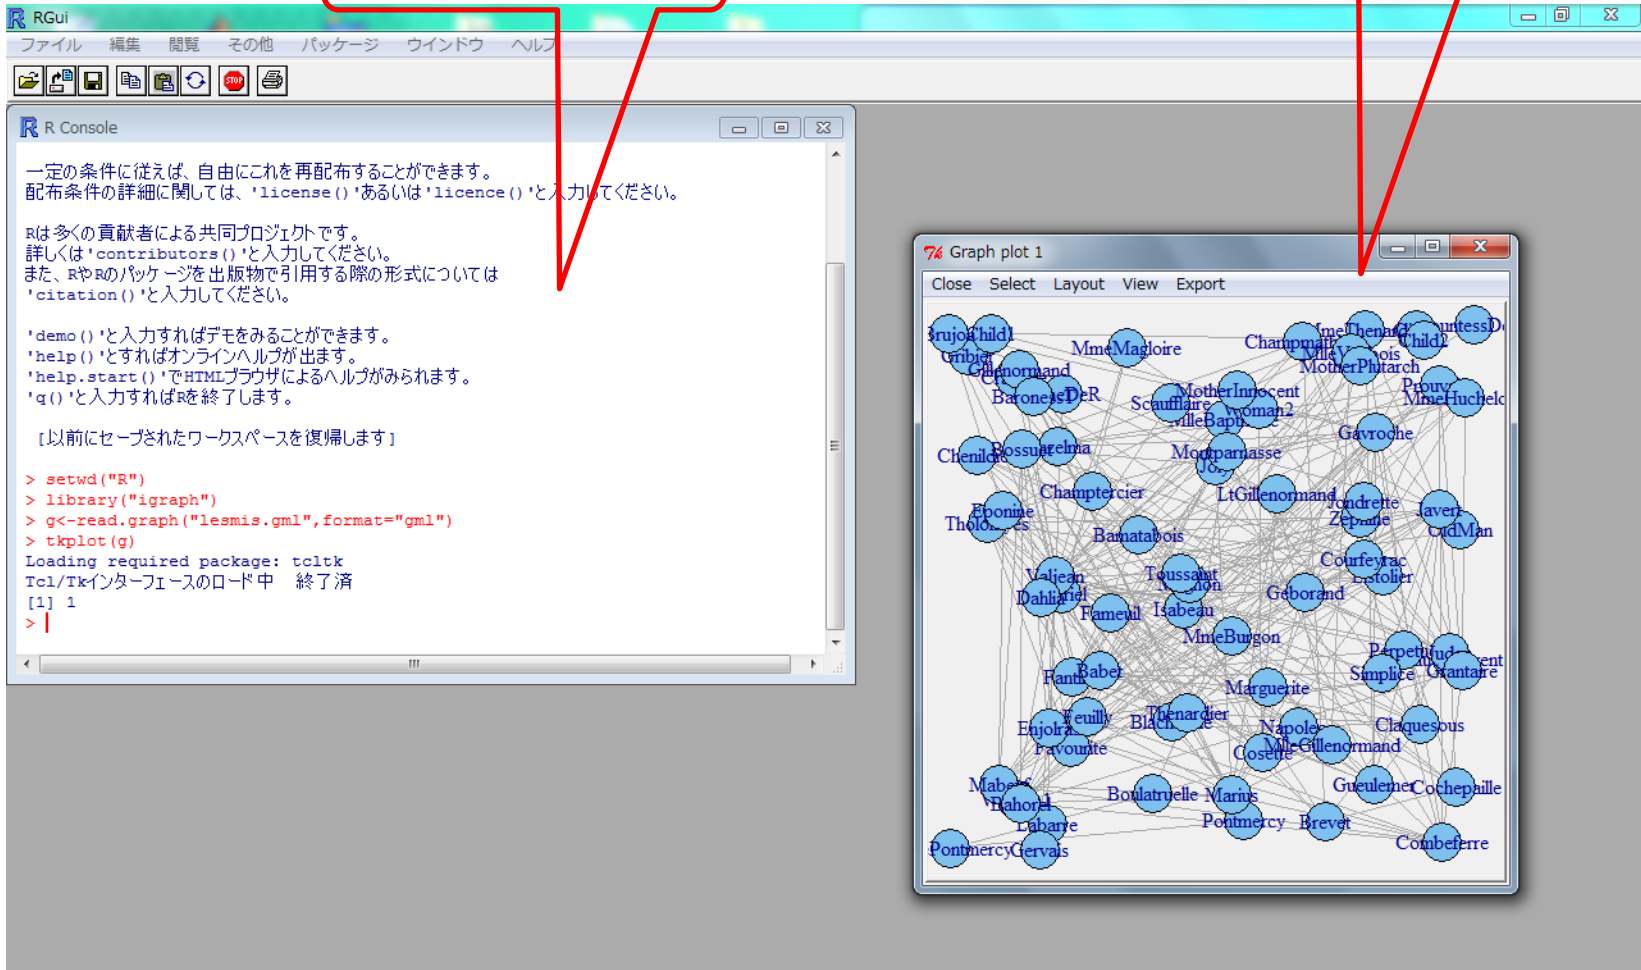 RGui
ファイル 編集 閲覧 その他 パッケージ ウインドウ ヘルプ
STOP
R Console
一定の条件に従えば、自由にこれを再配布することができます。
配布条件の詳細に関しては、'license()'あるいは'licence()'と入力してください。
Rは多くの貢献者による共同プロジェクトです。
詳しくは'contributors()'と入力してください。
また、RやRのパッケージを出版物で引用する際の形式については
'citation()'と入力してください。
'demo()'と入力すればデモをみることができます。
'help()'とすればオンラインヘルプが出ます。
'help.start()'でHTMLブラウザによるヘルプがみられます。
'q()'と入力すればRを終了します。
[以前にセーブされたワークスペースを復帰します]
> setwd("R")
> library("igraph")
> g<-read.graph("lesmis.gml",format="gml")
> tkplot(g)
Loading required package: tcltk
Tcl/Tkインターフェースのロード中 終了済
[1] 1
>
Graph plot 1
Close Select Layout View Export
Child1
MmeMagloire
Child2
Gribier
Gillenormand
MotherPlutarch
MotherInnocent
Scaufflaire
Woman2
Gavroche
Bossuet
Montparnasse
Champtercier
LtGillenormand
Jondrette
Eponine
Zephine
Javert
OldMan
Bamatabois
Courfeyrac
Valjean
Toussaint
Dahlia
Geborand
Fameuil
Isabeau
MmeBurgon
Babet
Simplice
Grantaire
Marguerite
Feuilly
Thenardier
Claquesous
Favourite
Cosette
MlleGillenormand
Bahorel
Boulatruelle
Marius
Gueulemer
Cochepaille
Labarre
Pontmercy
Brevet
Combeferre
Pontmercy
Gervais